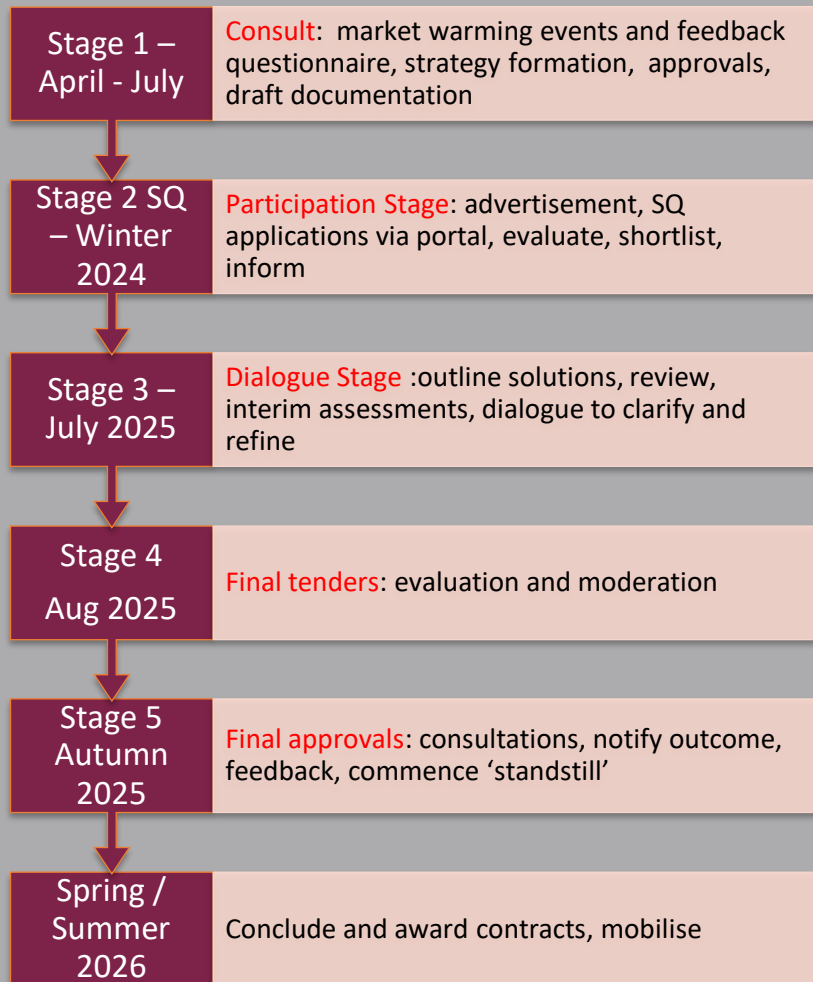 Stage 1 –
April - July
Consult:  market warming events and feedback
questionnaire, strategy formation,  approvals,
draft documentation
Stage 2 SQ
– Winter
2024
Participation Stage: advertisement, SQ
applications via portal, evaluate, shortlist,
inform
Stage 3 –
July 2025
Dialogue Stage :outline solutions, review,
interim assessments, dialogue to clarify and
refine
Stage 4
Aug 2025
Final tenders: evaluation and moderation
Stage 5
Autumn
2025
Final approvals: consultations, notify outcome,
feedback, commence ‘standstill’
Spring /
Summer
2026
Conclude and award contracts, mobilise